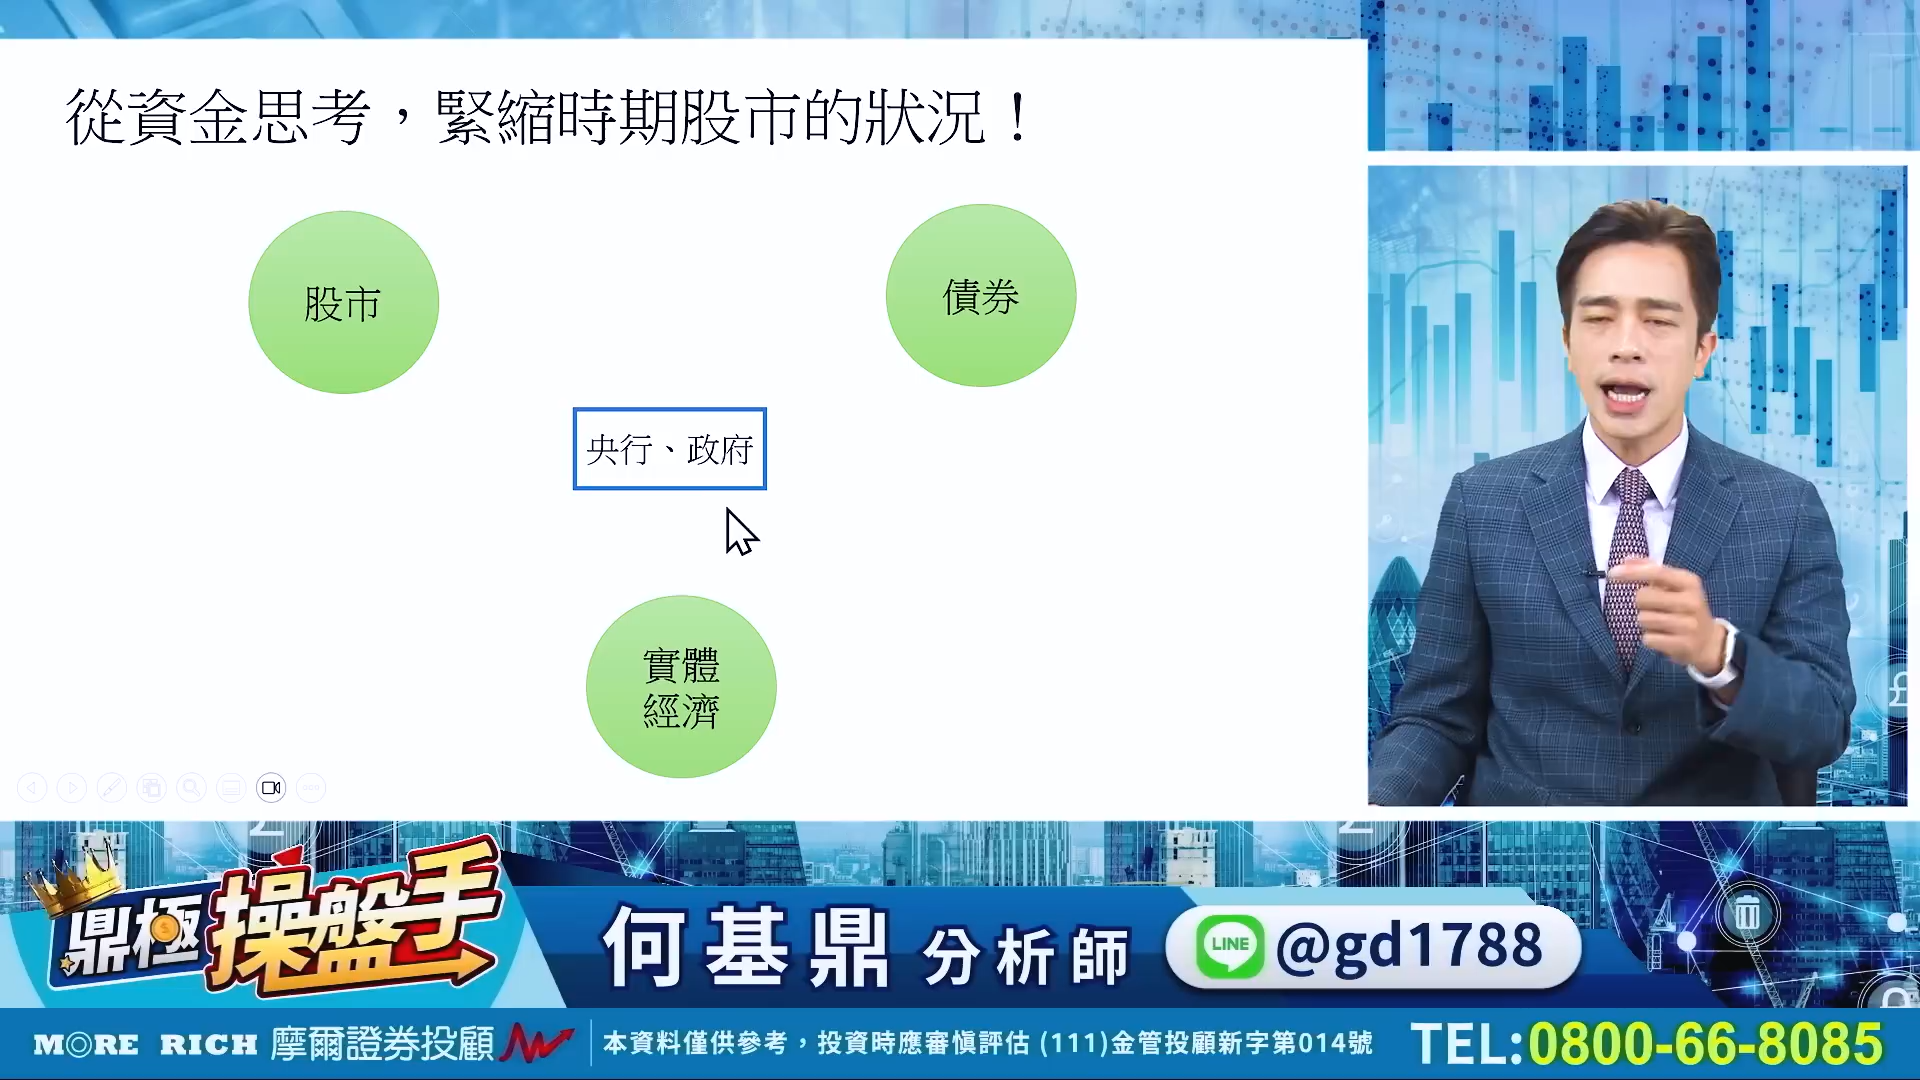 從資金思考，緊縮時期股市的狀況！
股市
債券
央行、政府
實體
經濟
鼎極操盤手
何基鼎 分析師
LINE @gd1788
MORE RICH 摩爾證券投顧
本資料僅供參考，投資時應審慎評估 (111)金管投顧新字第014號
TEL:0800-66-8085